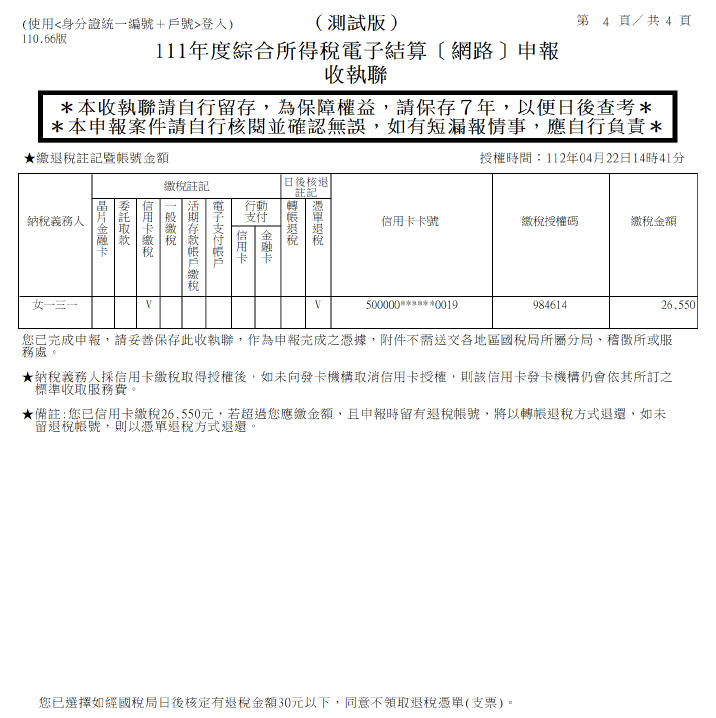 (使用<身分證統一編號＋戶號>登入)
（測試版）
第 4 頁／共 4 頁
110.66版
111年度綜合所得稅電子結算〔網路〕申報
收執聯
＊本收執聯請自行留存，為保障權益，請保存７年，以便日後查考＊
＊本申報案件請自行核閱並確認無誤，如有短漏報情事，應自行負責＊
★繳退稅註記暨帳號金額
授權時間：112年04月22日14時41分
納稅義務人
繳稅註記
日後核退註記
晶片金融卡
委託取款
信用卡繳稅
一般繳稅
活期存款帳戶繳稅
電子支付帳戶
行動支付
信用卡
金融卡
轉帳退稅
憑單退稅
信用卡卡號
繳稅授權碼
繳稅金額
女一三一
V
V
500000******0019
984614
26,550
您已完成申報，請妥善保存此收執聯，作為申報完成之憑據，附件不需送交各地區國稅局所屬分局、稽徵所或服
務處。
★納稅義務人採信用卡繳稅取得授權後，如未向發卡機構取消信用卡授權，則該信用卡發卡機構仍會依其所訂之
標準收取服務費。
★備註:您已信用卡繳稅26,550元，若超過您應繳金額，且申報時留有退稅帳號，將以轉帳退稅方式退還，如未
留退稅帳號，則以憑單退稅方式退還。
您已選擇如經國稅局日後核定有退稅金額30元以下，同意不領取退稅憑單(支票)。